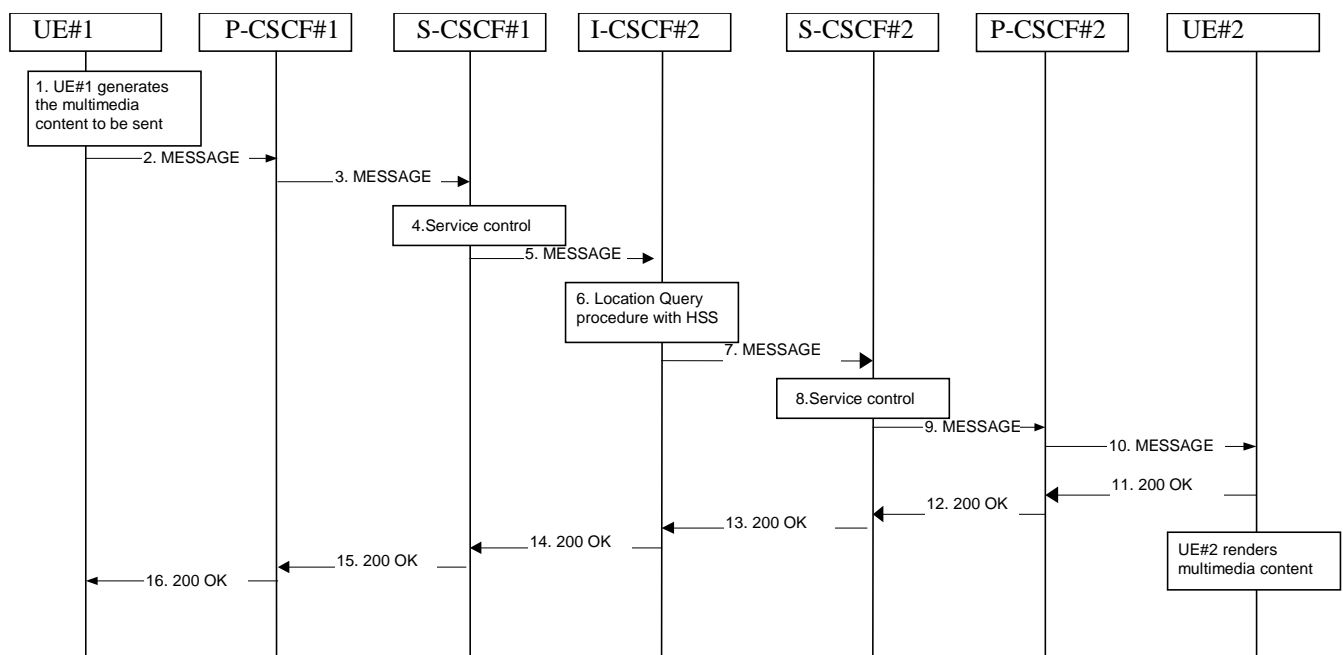 UE#1
P-CSCF#1
S-CSCF#1
I-CSCF#2
S-CSCF#2
P-CSCF#2
UE#2
1. UE#1 generates
the multimedia
content to be sent
2. MESSAGE
3. MESSAGE
4.Service control
5. MESSAGE
6. Location Query
procedure with HSS
7. MESSAGE
8.Service control
9. MESSAGE
10. MESSAGE
11. 200 OK
12. 200 OK
13. 200 OK
14. 200 OK
15. 200 OK
16. 200 OK
UE#2 renders
multimedia content